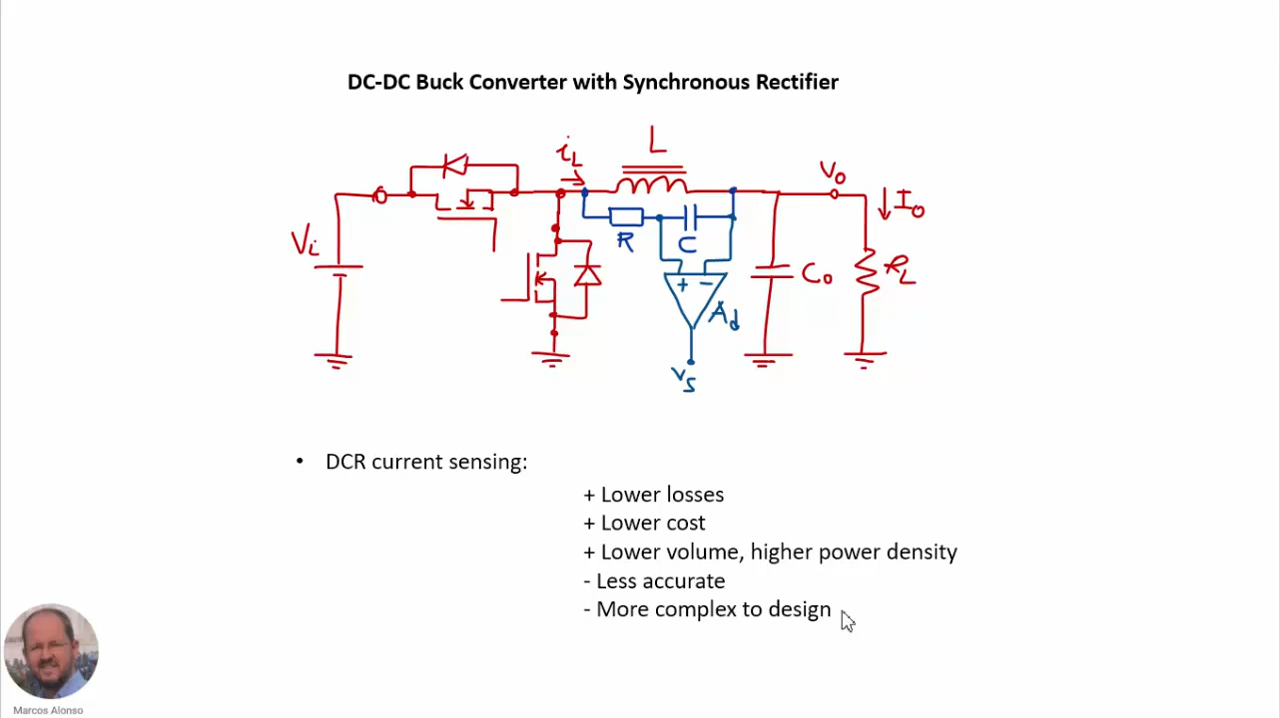 DC-DC Buck Converter with Synchronous Rectifier
L
iL
Vo
Io
Vi
R
C
+ −
Co
RL
Ad
vs
• DCR current sensing:
+ Lower losses
+ Lower cost
+ Lower volume, higher power density
- Less accurate
- More complex to design
Marcos Alonso